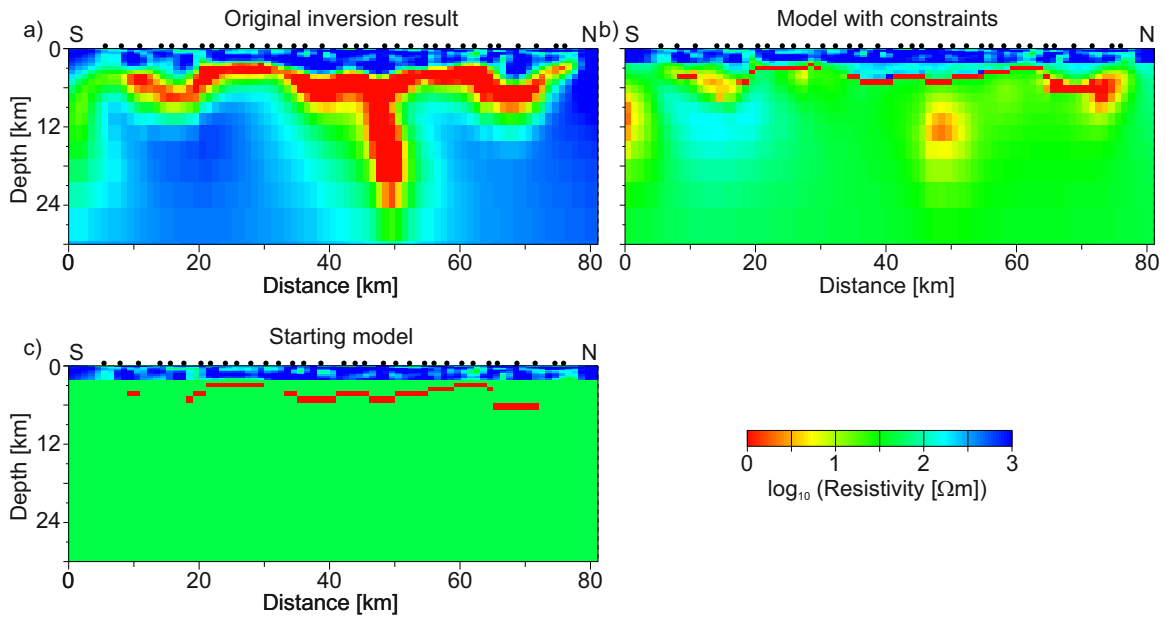 a)
Original inversion result
S
0
12
24
Depth [km]
0
20
40
60
80
Distance [km]
b)
Model with constraints
S
N
0
12
24
Depth [km]
0
20
40
60
80
Distance [km]
c)
Starting model
S
N
0
12
24
Depth [km]
0
20
40
60
80
Distance [km]
0
1
2
3
log₁₀ (Resistivity [Ωm])